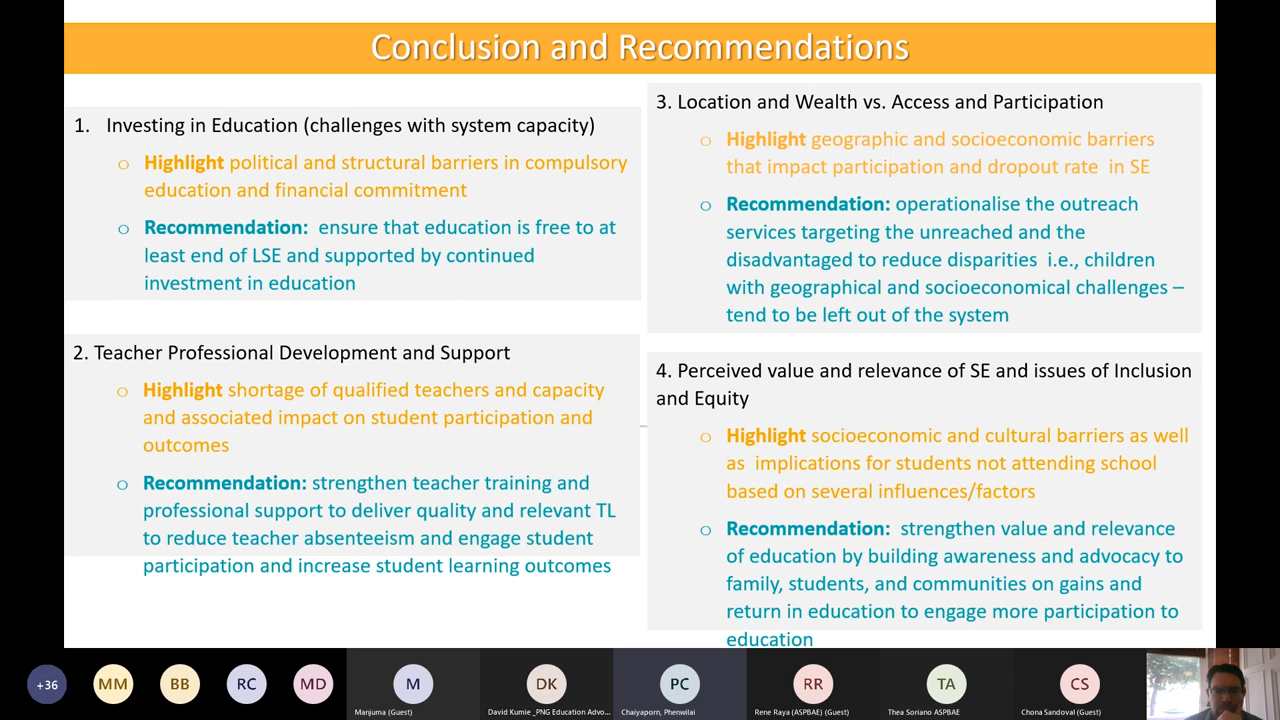 Conclusion and Recommendations
1. Investing in Education (challenges with system capacity)
o Highlight political and structural barriers in compulsory
education and financial commitment
o Recommendation: ensure that education is free to at
least end of LSE and supported by continued
investment in education
2. Teacher Professional Development and Support
o Highlight shortage of qualified teachers and capacity
and associated impact on student participation and
outcomes
o Recommendation: strengthen teacher training and
professional support to deliver quality and relevant TL
to reduce teacher absenteeism and engage student
participation and increase student learning outcomes
3. Location and Wealth vs. Access and Participation
o Highlight geographic and socioeconomic barriers
that impact participation and dropout rate in SE
o Recommendation: operationalise the outreach
services targeting the unreached and the
disadvantaged to reduce disparities i.e., children
with geographical and socioeconomical challenges –
tend to be left out of the system
4. Perceived value and relevance of SE and issues of Inclusion
and Equity
o Highlight socioeconomic and cultural barriers as well
as implications for students not attending school
based on several influences/factors
o Recommendation: strengthen value and relevance
of education by building awareness and advocacy to
family, students, and communities on gains and
return in education to engage more participation to
education
+36
MM
BB
RC
MD
M
DK
PC
RR
TA
CS
Manjuma (Guest)
David Kumie _PNG Education Advo...
Chaiyaporn, Phenwilai
Rene Raya (ASPBAE) (Guest)
Thea Soriano ASPBAE
Chona Sandoval (Guest)